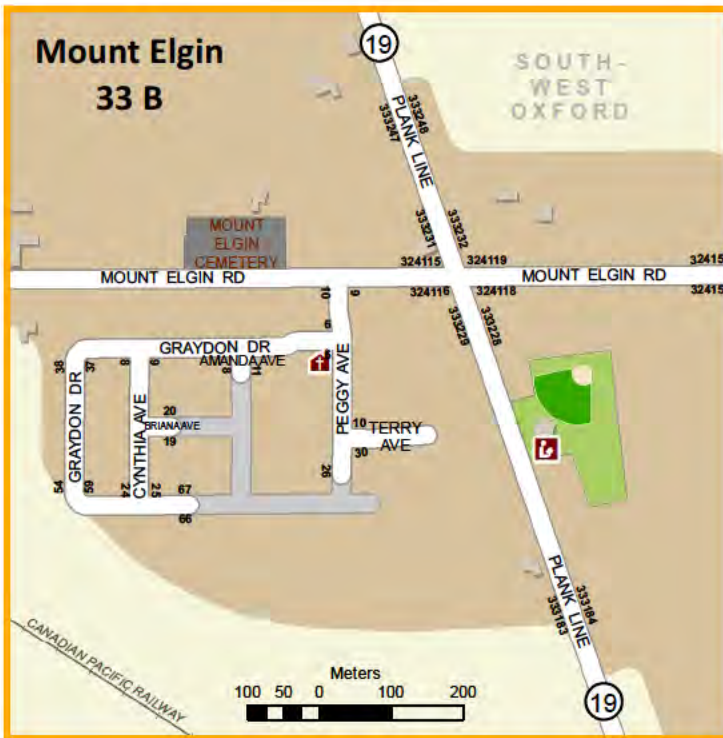 Mount Elgin
33 B
19
SOUTH-
WEST
OXFORD
333247
PLANK LINE
333248
MOUNT
ELGIN
CEMETERY
333231
333232
324115
324119
32415
MOUNT ELGIN RD
MOUNT ELGIN RD
10
9
324116
324118
32415
333229
333228
6
5
GRAYDON DR
AMANDA AVE
38
37
8
9
8
11
GRAYDON DR
CYNTHIA AVE
PEGGY AVE
20
BRIANA AVE
19
10
TERRY
AVE
30
26
54
59
24
25
67
66
PLANK LINE
333183
333184
CANADIAN PACIFIC RAILWAY
Meters
100 50 0 100 200
19